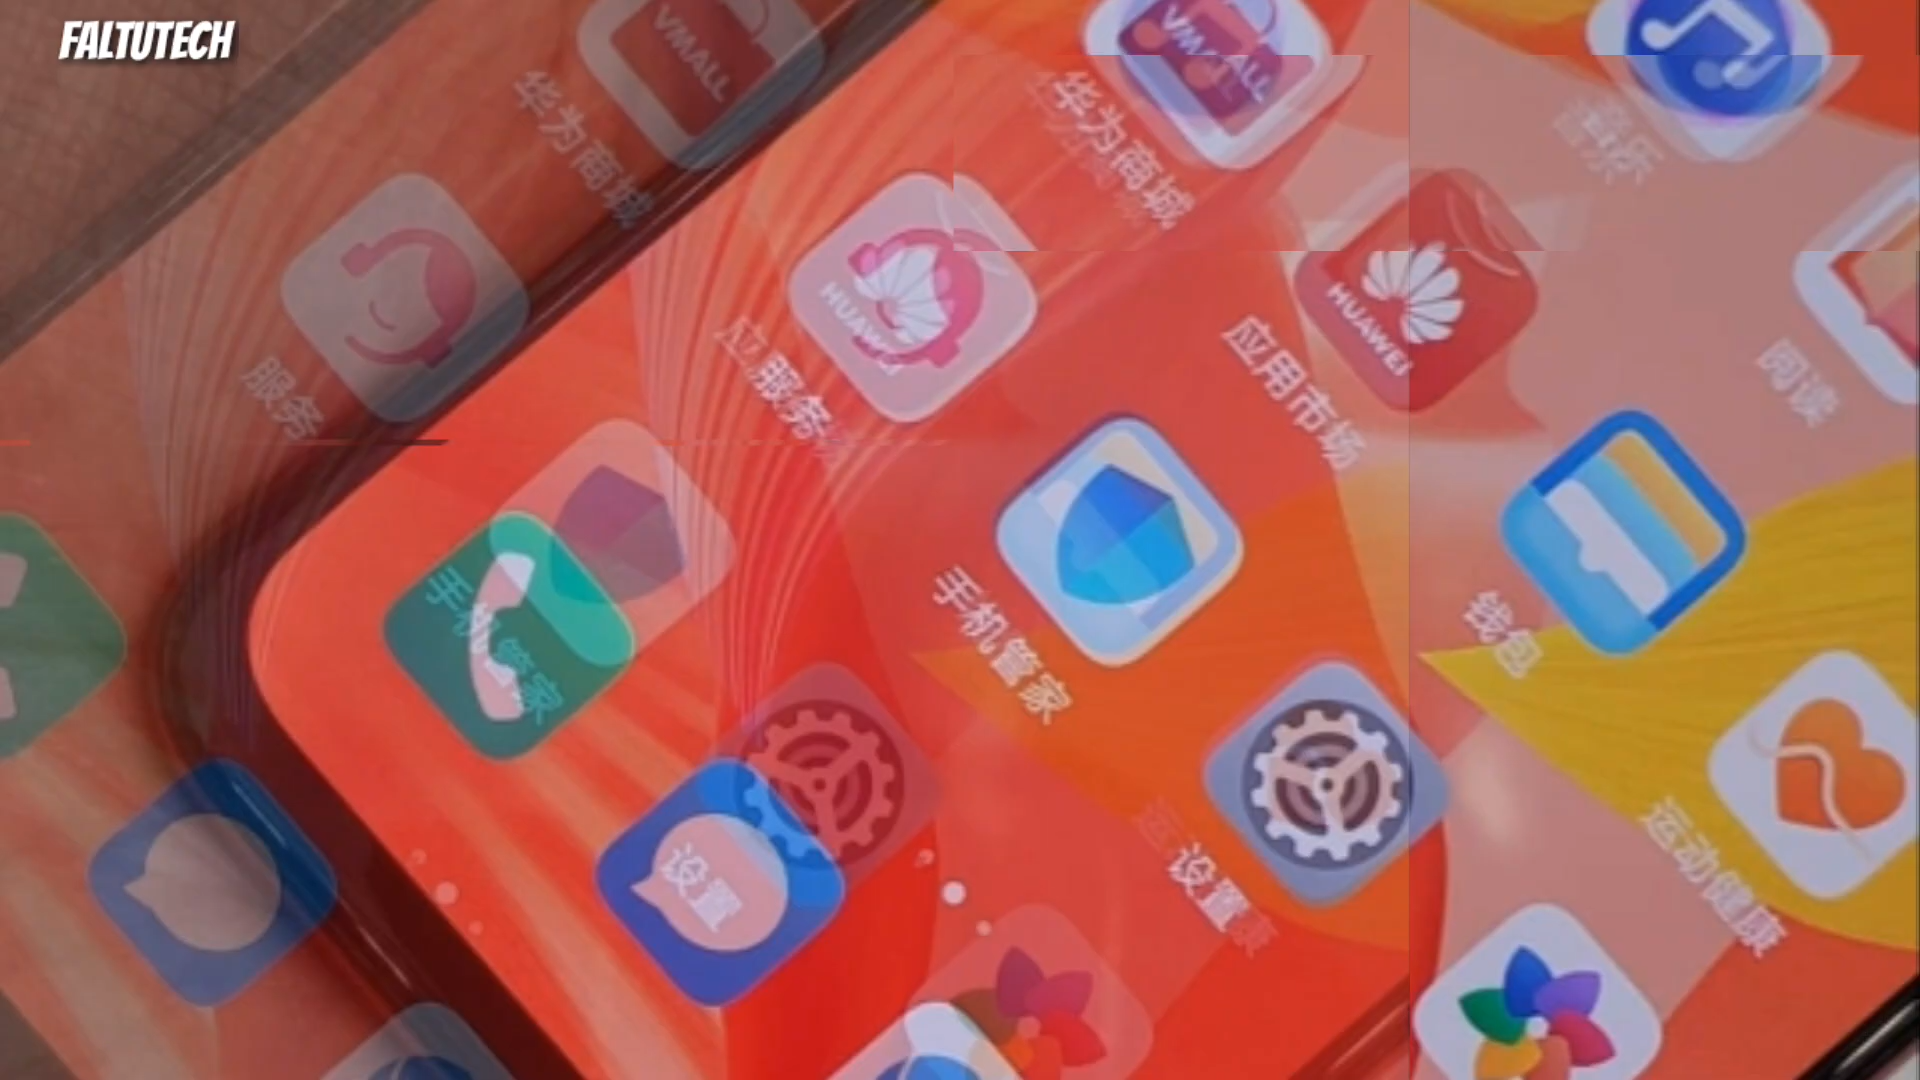 FALTUTECH
VMALL
VMALL
华为商城
华为商城
音乐
服务
HUAWEI
服务
HUAWEI
应用市场
阅读
手机管家
手机管家
钱包
设置
设置
运动健康